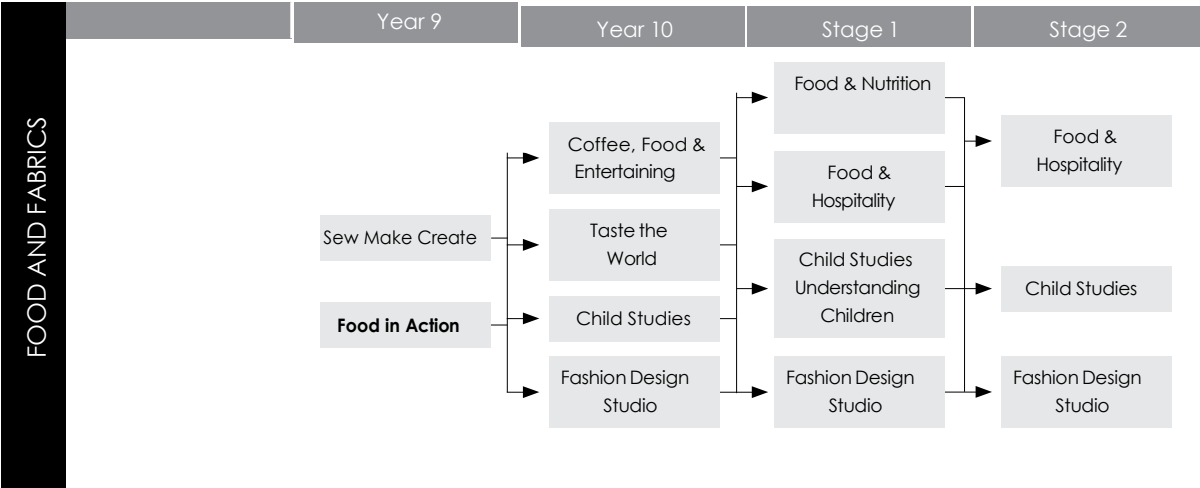 FOOD AND FABRICS
Year 9
Year 10
Stage 1
Stage 2
Sew Make Create
Food in Action
Coffee, Food &
Entertaining
Taste the
World
Child Studies
Fashion Design
Studio
Food & Nutrition
Food &
Hospitality
Child Studies
Understanding
Children
Fashion Design
Studio
Food &
Hospitality
Child Studies
Fashion Design
Studio